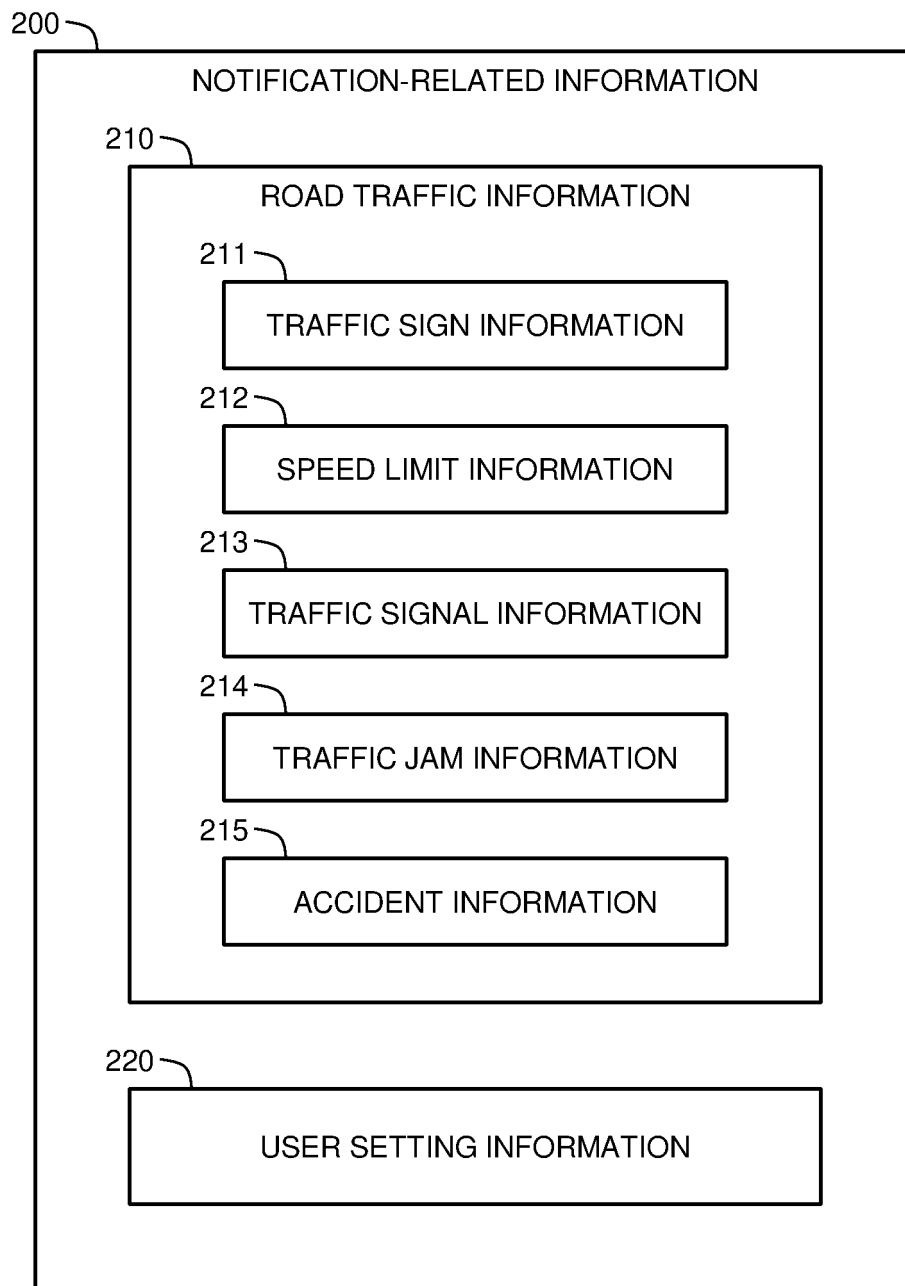 200
NOTIFICATION-RELATED INFORMATION
210
ROAD TRAFFIC INFORMATION
211
TRAFFIC SIGN INFORMATION
212
SPEED LIMIT INFORMATION
213
TRAFFIC SIGNAL INFORMATION
214
TRAFFIC JAM INFORMATION
215
ACCIDENT INFORMATION
220
USER SETTING INFORMATION